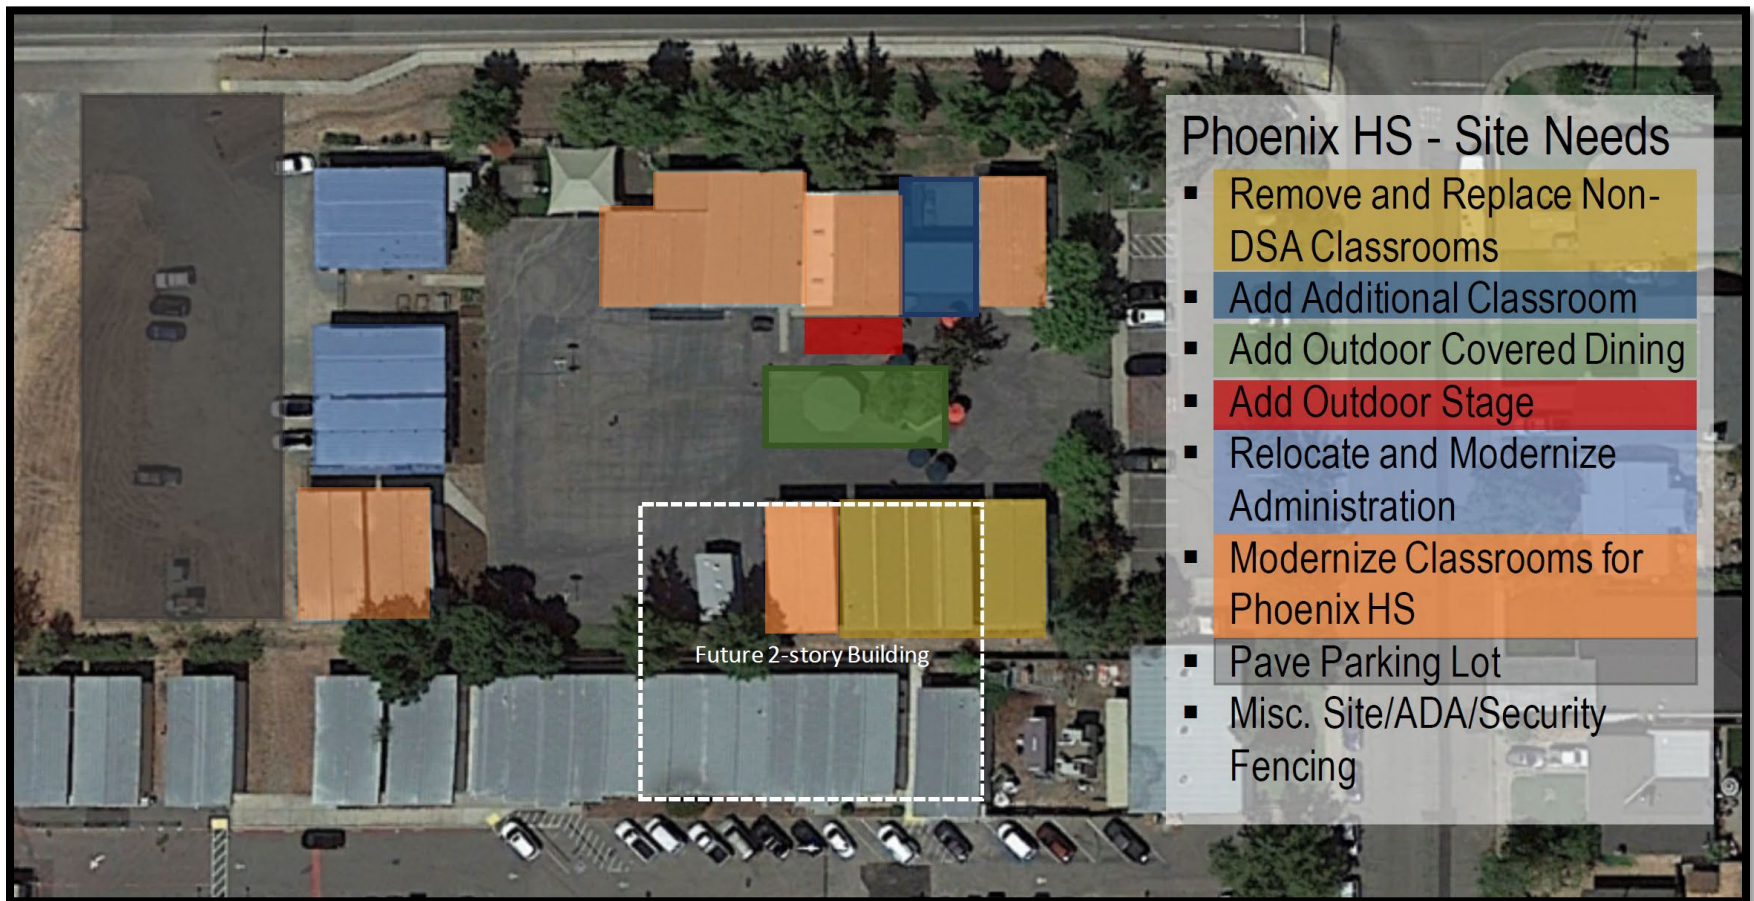 Phoenix HS - Site Needs
▪ Remove and Replace Non-
DSA Classrooms
▪ Add Additional Classroom
▪ Add Outdoor Covered Dining
▪ Add Outdoor Stage
▪ Relocate and Modernize
Administration
▪ Modernize Classrooms for
Phoenix HS
▪ Pave Parking Lot
▪ Misc. Site/ADA/Security
Fencing
Future 2-story Building